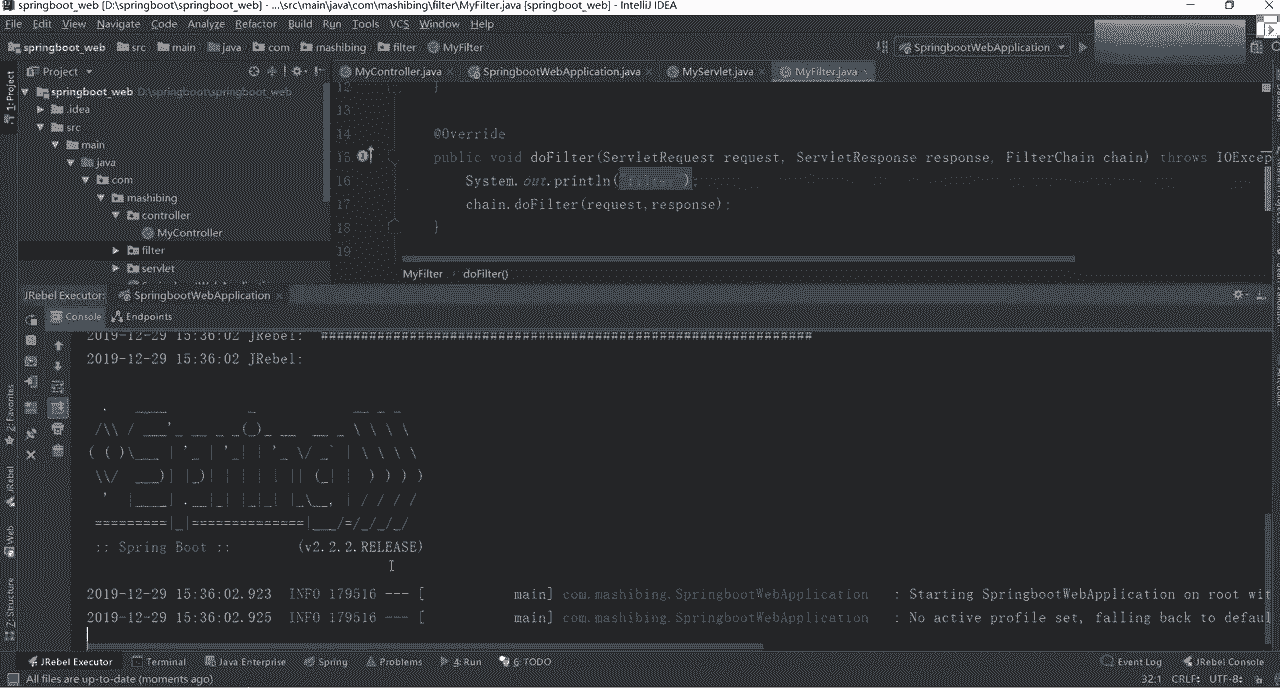 springboot_web [D:\springboot\springboot_web] - ...\src\main\java\com\mashibing\filter\MyFilter.java [springboot_web] - IntelliJ IDEA
File Edit View Navigate Code Analyze Refactor Build Run Tools VCS Window Help
springboot_web src main java com mashibing filter MyFilter SpringbootWebApplication
1: Project
Project
MyController.java SpringbootWebApplication.java MyServlet.java MyFilter.java
springboot_web D:\springboot\springboot_web
.idea
src
main
java
com
mashibing
controller
MyController
filter
servlet
12 }
13
14 @Override
15 public void doFilter(ServletRequest request, ServletResponse response, FilterChain chain) throws IOExcep
16 System.out.println( );
17 chain.doFilter(request,response);
18 }
19
MyFilter doFilter()
JRebel Executor: SpringbootWebApplication
Console Endpoints
2019-12-29 15:36:02 JRebel: #############################################################
2019-12-29 15:36:02 JRebel:
:: Spring Boot :: (v2.2.2.RELEASE)
2019-12-29 15:36:02.923 INFO 179516 --- [ main] com.mashibing.SpringbootWebApplication : Starting SpringbootWebApplication on root wit
2019-12-29 15:36:02.925 INFO 179516 --- [ main] com.mashibing.SpringbootWebApplication : No active profile set, falling back to defaul
2: Favorites
JRebel
Web
Z: Structure
JRebel Executor Terminal Java Enterprise Spring Problems 4: Run 6: TODO Event Log JRebel Console
All files are up-to-date (moments ago) 32:1 CRLF UTF-8